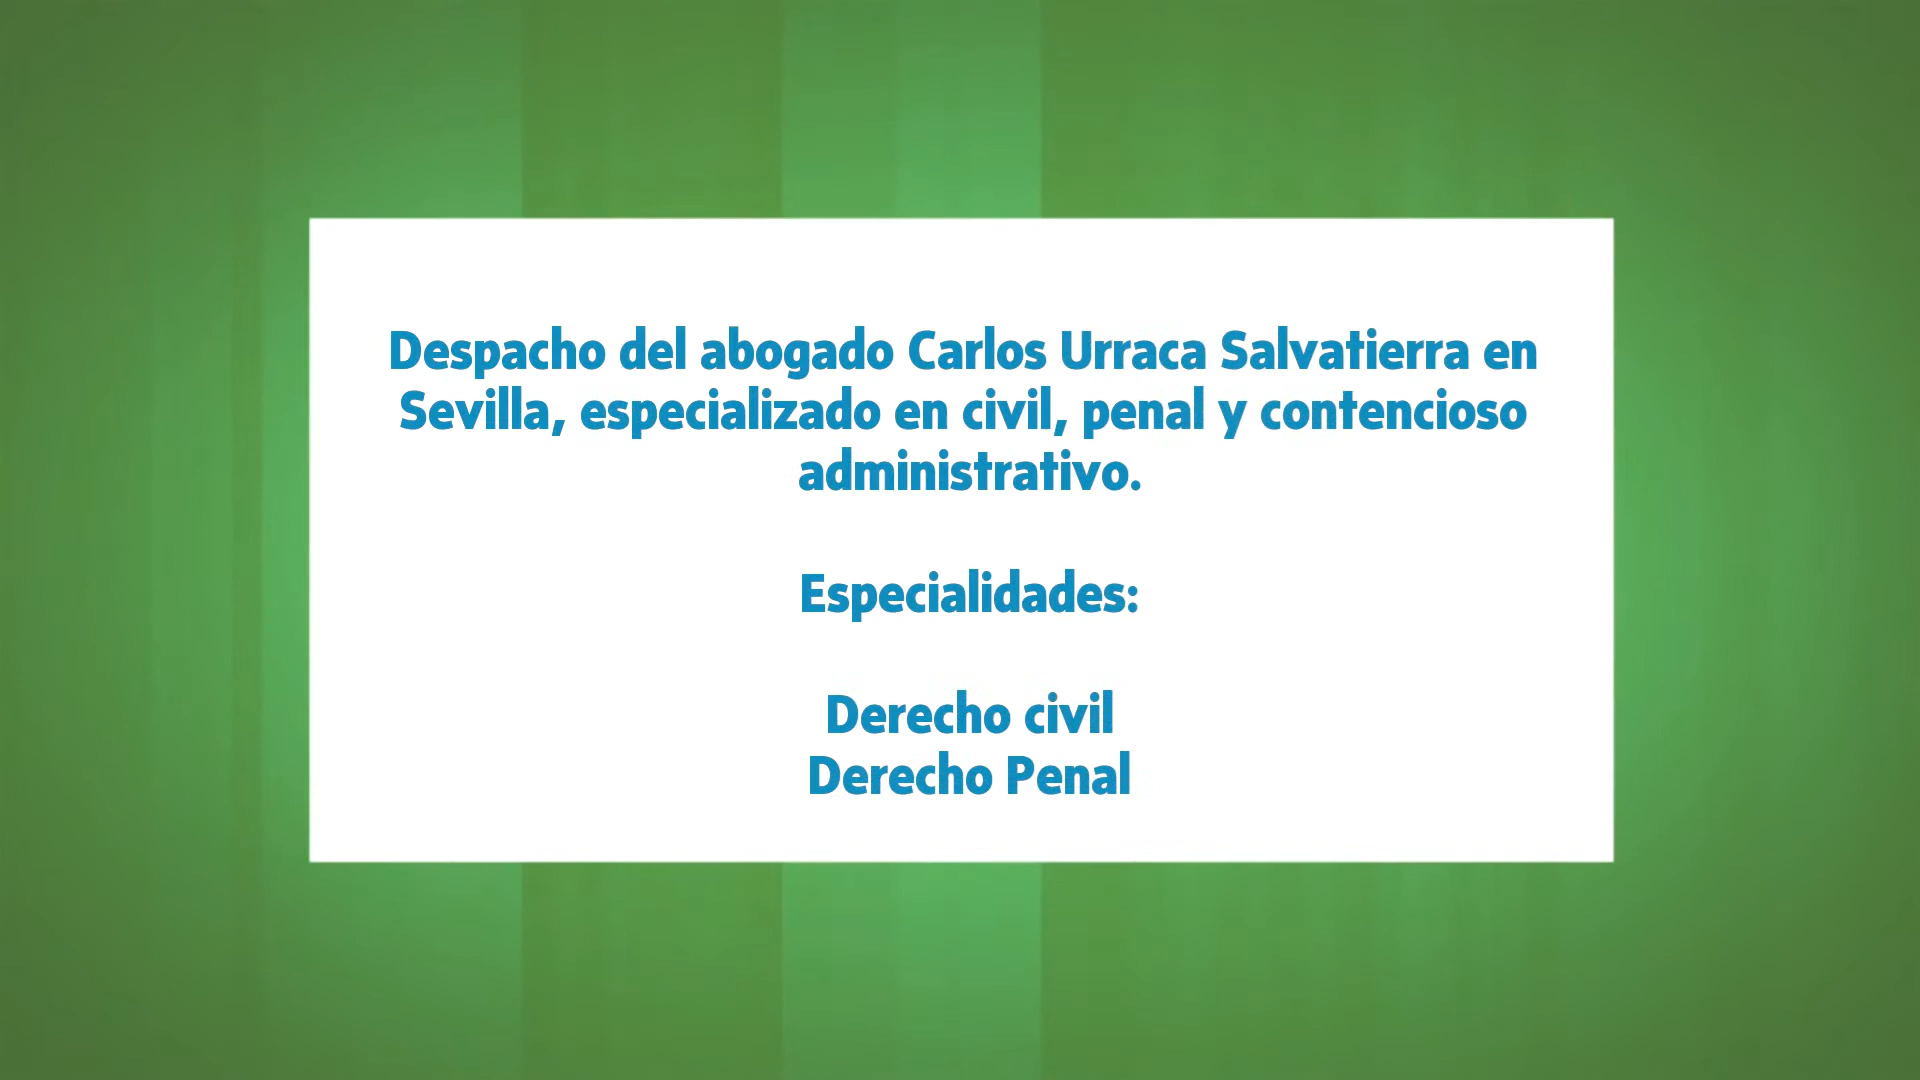 Despacho del abogado Carlos Urraca Salvatierra en
Sevilla, especializado en civil, penal y contencioso
administrativo.
Especialidades:
Derecho civil
Derecho Penal